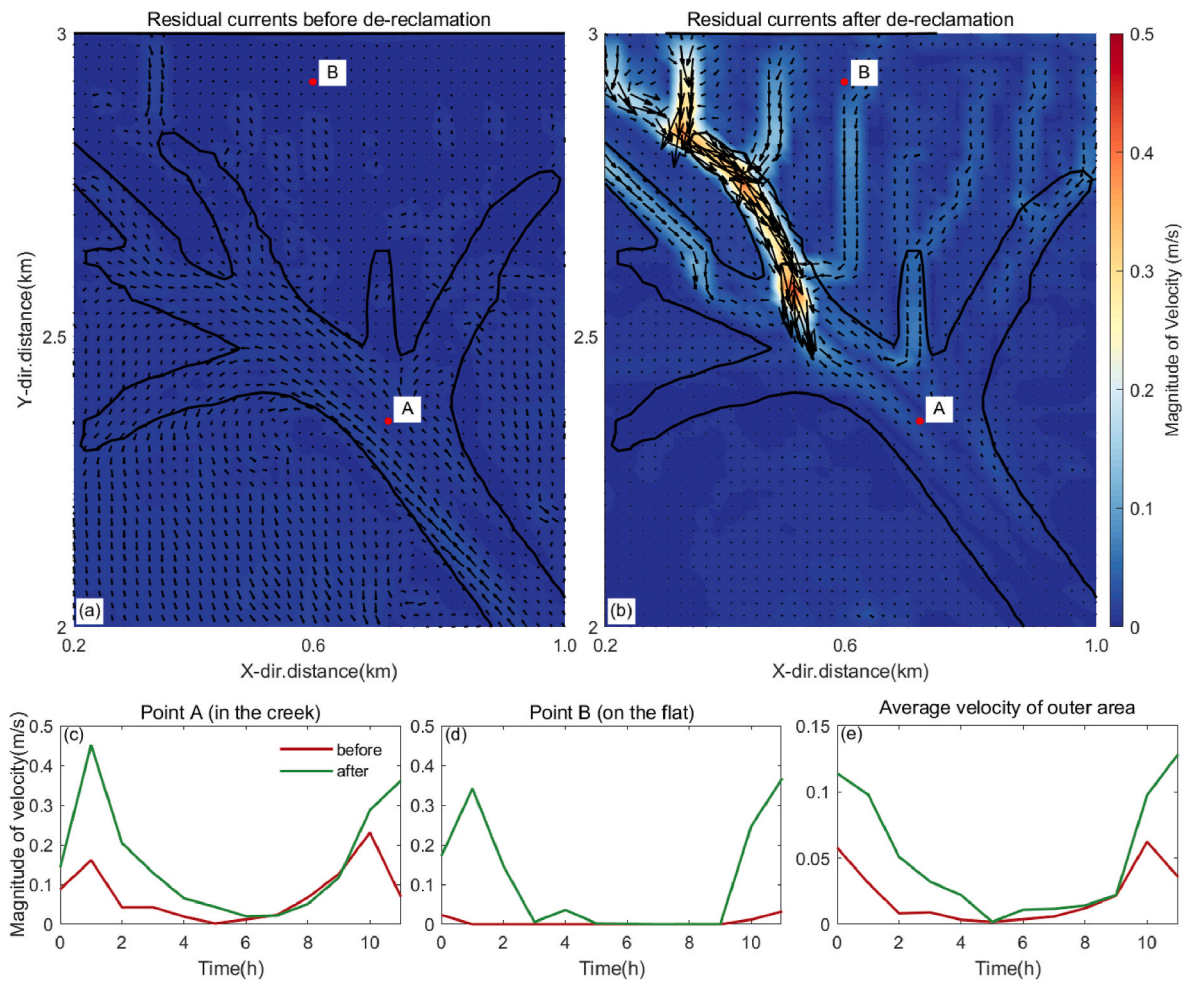 Residual currents before de-reclamation
Residual currents after de-reclamation
3
2.5
2
Y-dir.distance(km)
B
A
(a)
0.2
0.6
1.0
X-dir.distance(km)
3
2.5
2
B
A
(b)
0.2
0.6
1.0
X-dir.distance(km)
0.5
0.4
0.3
0.2
0.1
0
Magnitude of Velocity (m/s)
Point A (in the creek)
(c)
before
after
0.5
0.4
0.3
0.2
0.1
0
Magnitude of velocity(m/s)
0 2 4 6 8 10
Time(h)
Point B (on the flat)
(d)
0.5
0.4
0.3
0.2
0.1
0
0 2 4 6 8 10
Time(h)
Average velocity of outer area
(e)
0.15
0.1
0.05
0
0 2 4 6 8 10
Time(h)